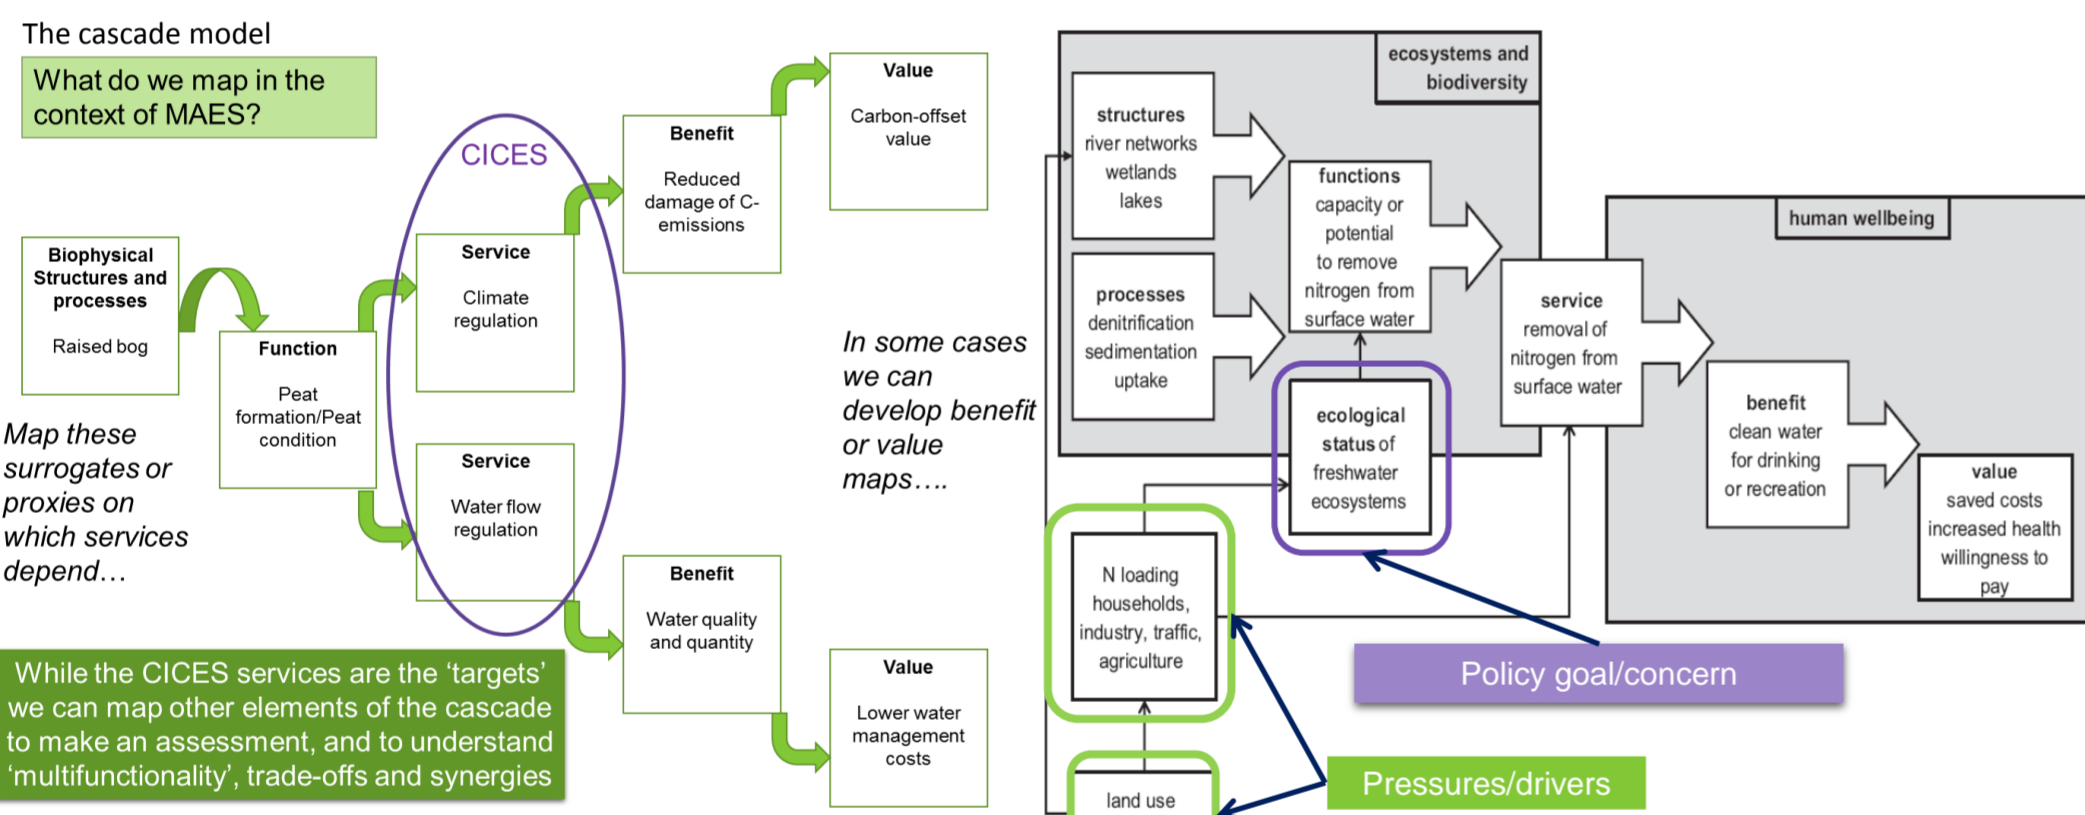 The cascade model
What do we map in the
context of MAES?
CICES
Biophysical
Structures and
processes
Raised bog
Function
Peat
formation/Peat
condition
Service
Climate
regulation
Service
Water flow
regulation
Benefit
Reduced
damage of C-
emissions
Value
Carbon-offset
value
Benefit
Water quality
and quantity
Value
Lower water
management
costs
Map these
surrogates or
proxies on
which services
depend…
In some cases
we can
develop benefit
or value
maps….
While the CICES services are the ‘targets’
we can map other elements of the cascade
to make an assessment, and to understand
‘multifunctionality’, trade-offs and synergies
ecosystems and
biodiversity
structures
river networks
wetlands
lakes
processes
denitrification
sedimentation
uptake
functions
capacity or
potential
to remove
nitrogen from
surface water
ecological
status of
freshwater
ecosystems
human wellbeing
service
removal of
nitrogen from
surface water
benefit
clean water
for drinking
or recreation
value
saved costs
increased health
willingness to
pay
N loading
households,
industry, traffic,
agriculture
land use
Policy goal/concern
Pressures/drivers